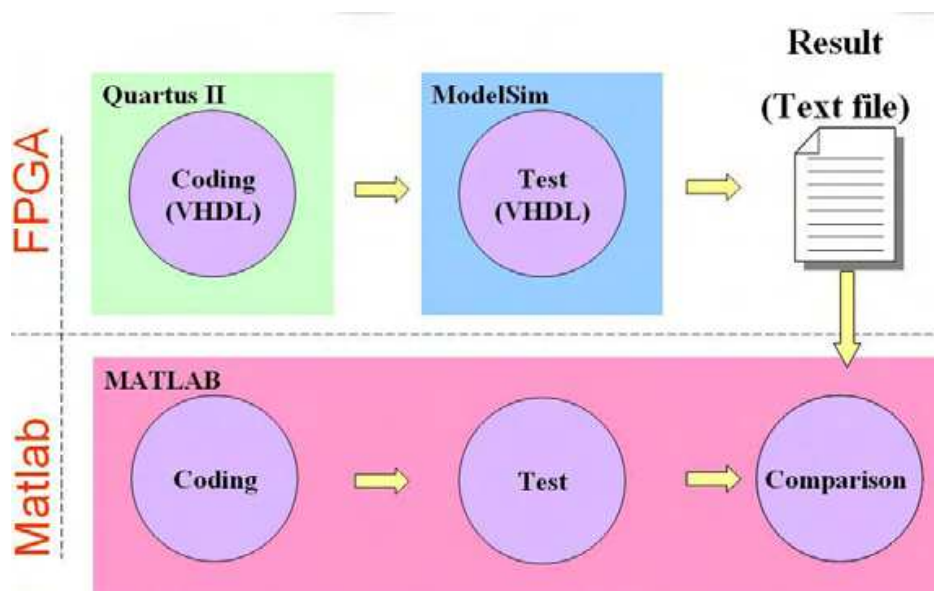 Result
(Text file)
FPGA
Quartus II
Coding
(VHDL)
ModelSim
Test
(VHDL)
Matlab
MATLAB
Coding
Test
Comparison